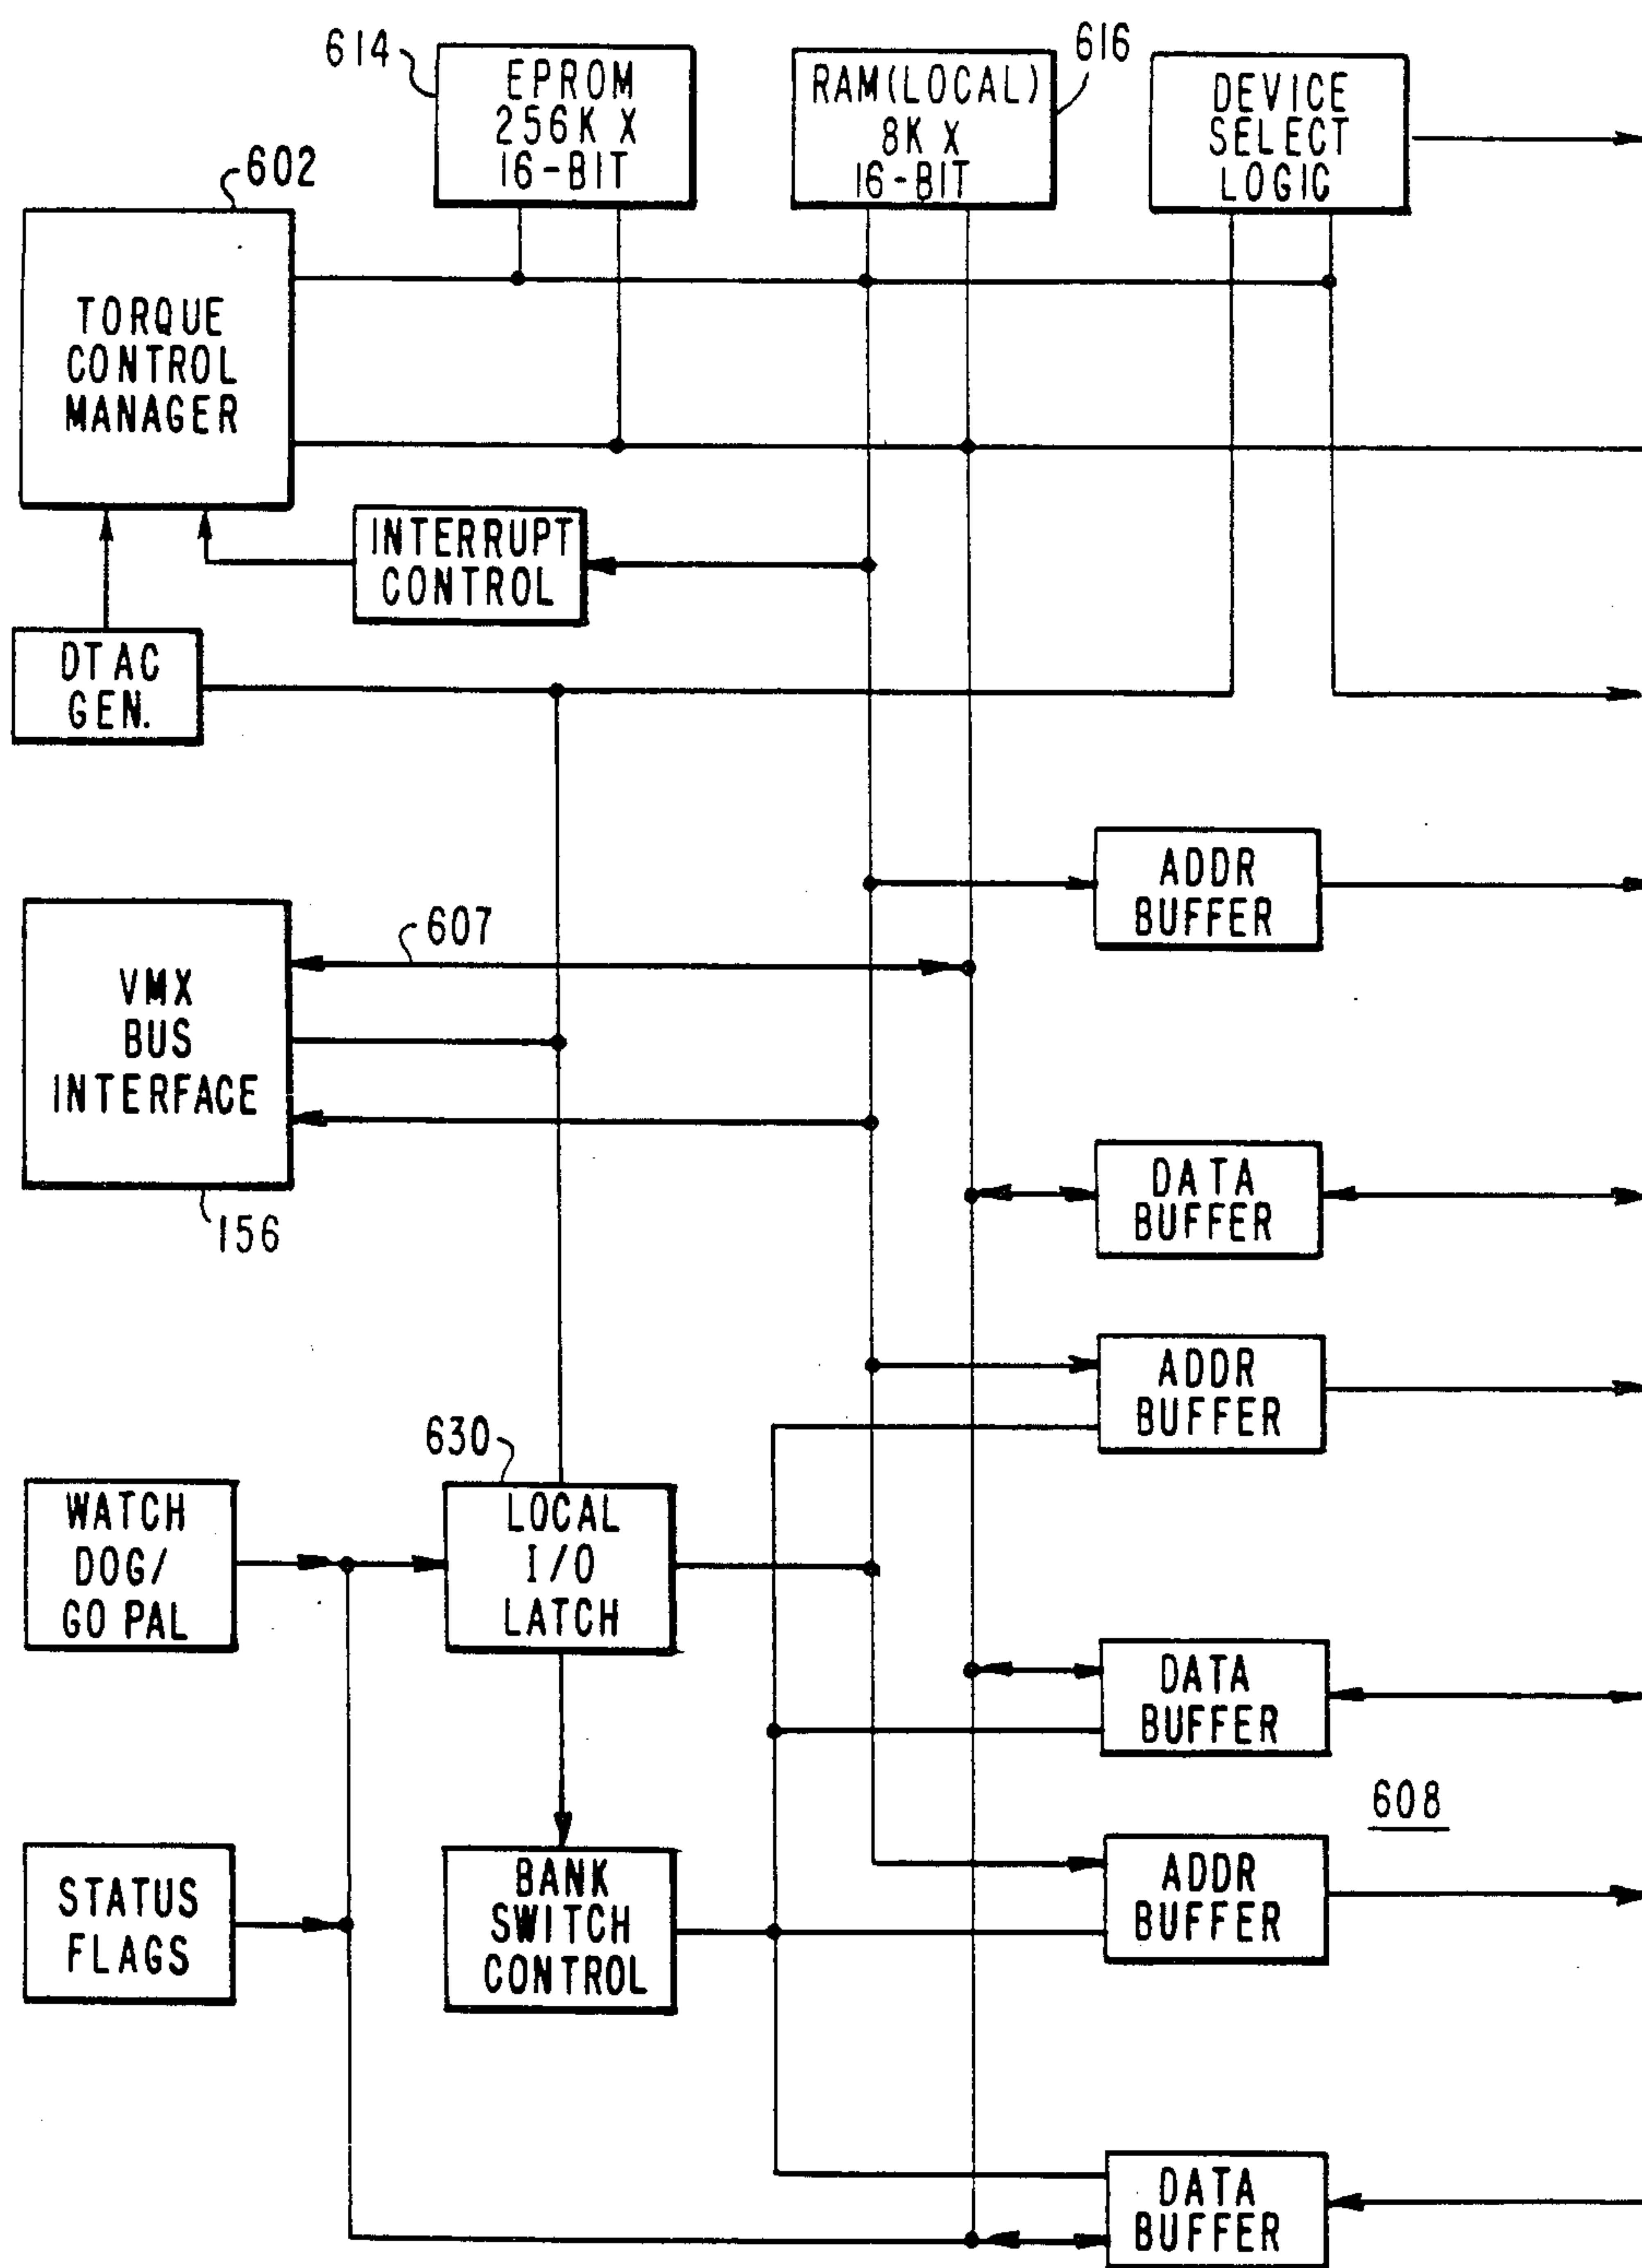 614
EPROM
256K X
16-BIT
RAM(LOCAL)
8K X
16-BIT
616
DEVICE
SELECT
LOGIC
602
TORQUE
CONTROL
MANAGER
INTERRUPT
CONTROL
DTAC
GEN.
ADDR
BUFFER
607
VMX
BUS
INTERFACE
156
DATA
BUFFER
ADDR
BUFFER
630
WATCH
DOG/
GO PAL
LOCAL
I/O
LATCH
DATA
BUFFER
608
STATUS
FLAGS
BANK
SWITCH
CONTROL
ADDR
BUFFER
DATA
BUFFER